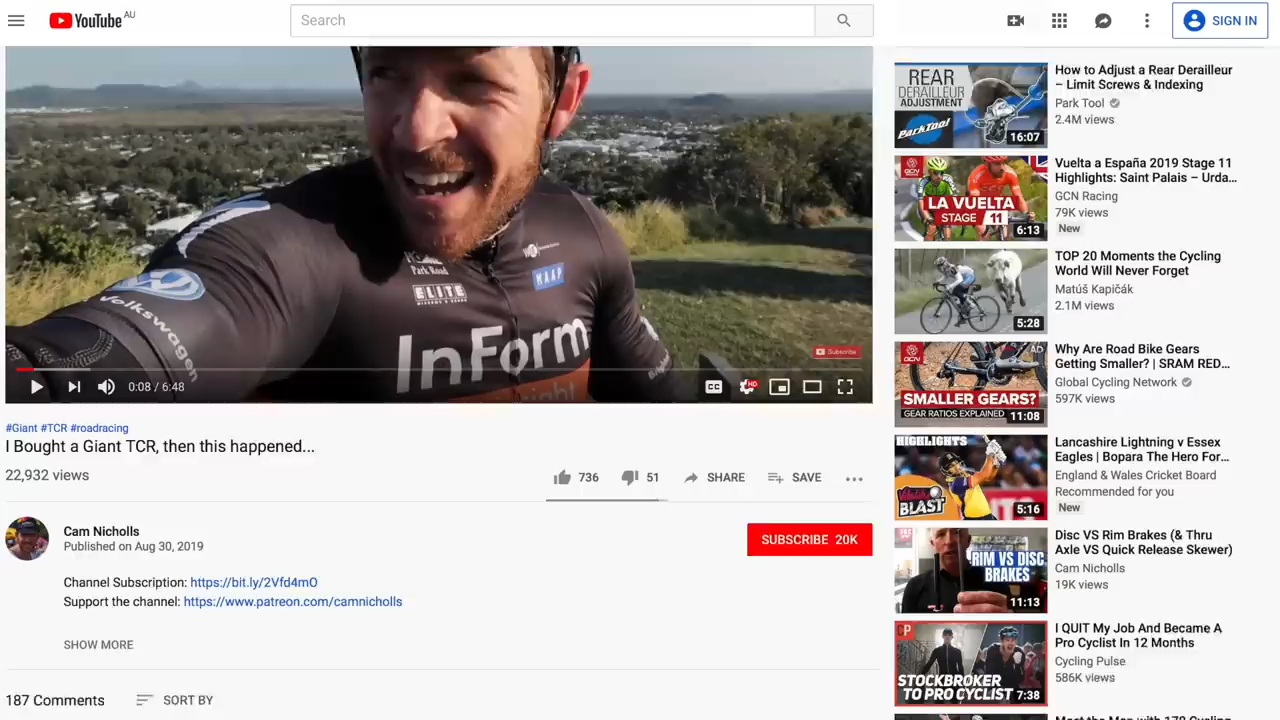 YouTube AU
Search
SIGN IN
Park Road
ELITE
MAAP
Volkswagen
InForm
Subscribe
0:08 / 6:48
CC
HD
#Giant #TCR #roadracing
I Bought a Giant TCR, then this happened...
22,932 views
736
51
SHARE
SAVE
Cam Nicholls
Published on Aug 30, 2019
SUBSCRIBE 20K
Channel Subscription: https://bit.ly/2Vfd4mO
Support the channel: https://www.patreon.com/camnicholls
SHOW MORE
187 Comments
SORT BY
REAR
DERAILLEUR
ADJUSTMENT
ParkTool
16:07
How to Adjust a Rear Derailleur
– Limit Screws & Indexing
Park Tool
2.4M views
GCN
LA VUELTA
STAGE 11
6:13
Vuelta a España 2019 Stage 11
Highlights: Saint Palais – Urda...
GCN Racing
79K views
New
5:28
TOP 20 Moments the Cycling
World Will Never Forget
Matúš Kapičák
2.1M views
GCN
AD
SMALLER GEARS?
GEAR RATIOS EXPLAINED
11:08
Why Are Road Bike Gears
Getting Smaller? | SRAM RED...
Global Cycling Network
597K views
HIGHLIGHTS
BLAST
5:16
Lancashire Lightning v Essex
Eagles | Bopara The Hero For...
England & Wales Cricket Board
Recommended for you
New
RIM VS DISC
BRAKES
11:13
Disc VS Rim Brakes (& Thru
Axle VS Quick Release Skewer)
Cam Nicholls
19K views
CP
STOCKBROKER
TO PRO CYCLIST
7:38
I QUIT My Job And Became A
Pro Cyclist In 12 Months
Cycling Pulse
586K views